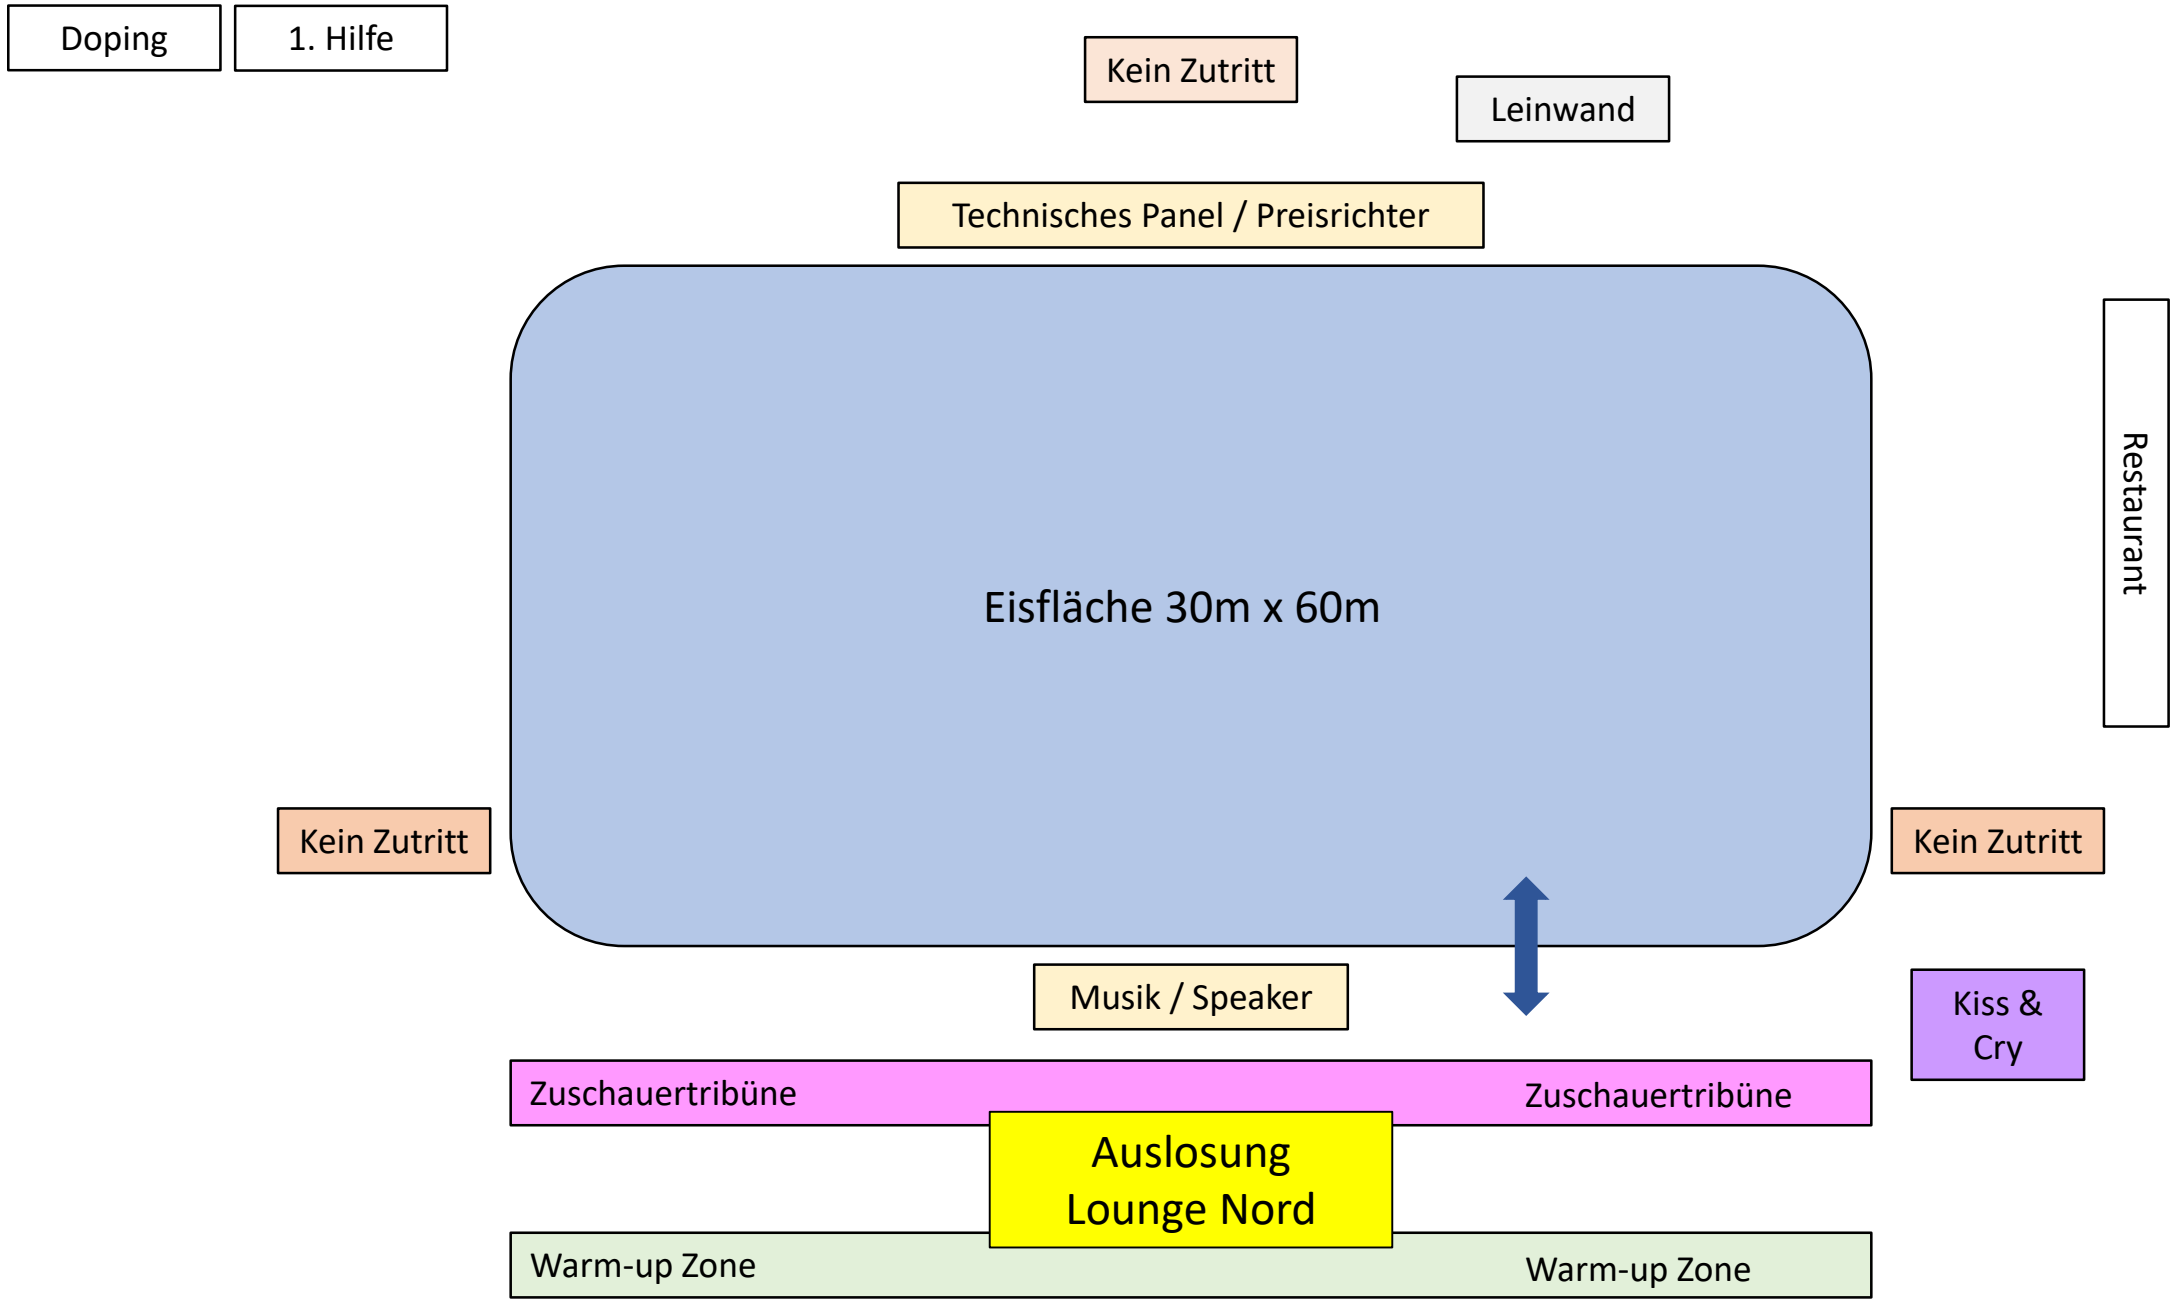 Doping
1. Hilfe
Kein Zutritt
Leinwand
Technisches Panel / Preisrichter
Restaurant
Eisfläche 30m x 60m
Kein Zutritt
Kein Zutritt
Musik / Speaker
Kiss &
Cry
Zuschauertribüne
Zuschauertribüne
Auslosung
Lounge Nord
Warm-up Zone
Warm-up Zone